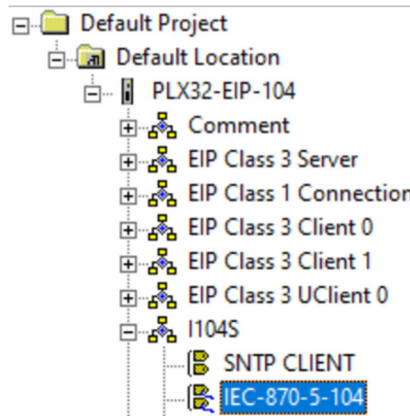 Default Project
Default Location
PLX32-EIP-104
Comment
EIP Class 3 Server
EIP Class 1 Connection
EIP Class 3 Client 0
EIP Class 3 Client 1
EIP Class 3 UClient 0
I104S
SNTP CLIENT
IEC-870-5-104